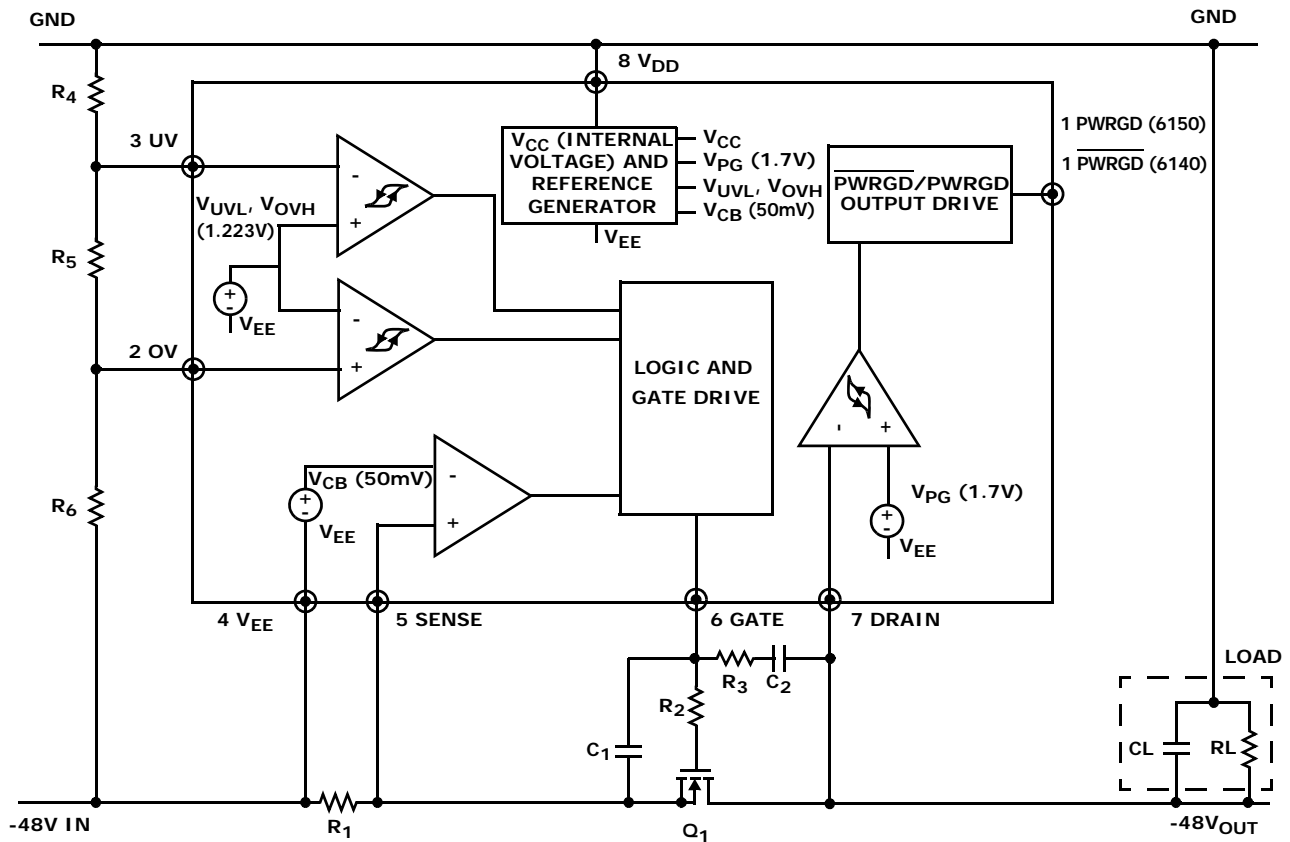 GND
GND
8 VDD
R4
3 UV
VCC (INTERNAL
VOLTAGE) AND
REFERENCE
GENERATOR
VCC
VPG (1.7V)
VUVL, VOVH
VCB (50mV)
VEE
1 PWRGD (6150)
1 PWRGD (6140)
PWRGD/PWRGD
OUTPUT DRIVE
-
+
VUVL, VOVH
(1.223V)
R5
+
-
VEE
-
+
2 OV
LOGIC AND
GATE DRIVE
-
+
VCB (50mV)
+
-
VEE
-
+
R6
VPG (1.7V)
+
-
VEE
4 VEE
5 SENSE
6 GATE
7 DRAIN
LOAD
R3
C2
R2
C1
CL
RL
-48V IN
R1
Q1
-48VOUT